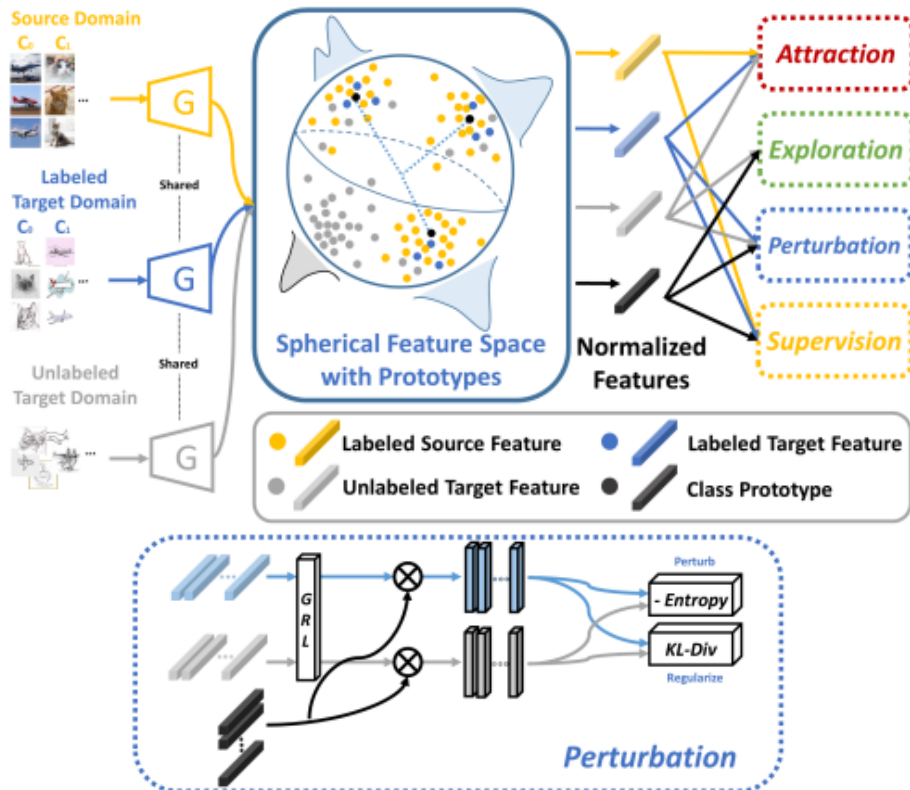 Source Domain
C0 C1
...
G
Shared
Labeled
Target Domain
C0 C1
...
G
Shared
Unlabeled
Target Domain
...
G
Spherical Feature Space
with Prototypes
Normalized
Features
Attraction
Exploration
Perturbation
Supervision
Labeled Source Feature
Labeled Target Feature
Unlabeled Target Feature
Class Prototype
GRL
Perturb
- Entropy
KL-Div
Regularize
Perturbation